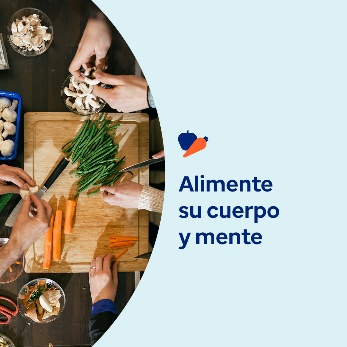 Alimente
su cuerpo
y mente